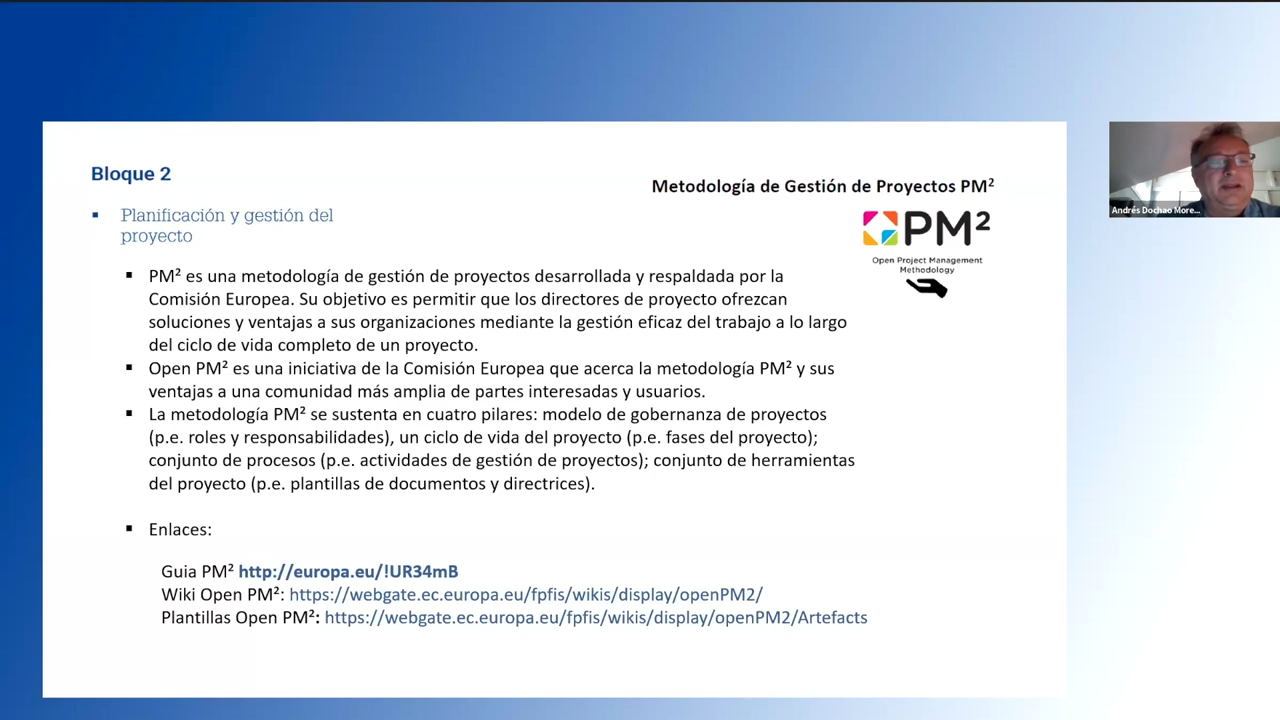 Bloque 2
Metodología de Gestión de Proyectos PM²
▪ Planificación y gestión del
proyecto
PM²
Open Project Management
Methodology
▪ PM² es una metodología de gestión de proyectos desarrollada y respaldada por la
Comisión Europea. Su objetivo es permitir que los directores de proyecto ofrezcan
soluciones y ventajas a sus organizaciones mediante la gestión eficaz del trabajo a lo largo
del ciclo de vida completo de un proyecto.
▪ Open PM² es una iniciativa de la Comisión Europea que acerca la metodología PM² y sus
ventajas a una comunidad más amplia de partes interesadas y usuarios.
▪ La metodología PM² se sustenta en cuatro pilares: modelo de gobernanza de proyectos
(p.e. roles y responsabilidades), un ciclo de vida del proyecto (p.e. fases del proyecto);
conjunto de procesos (p.e. actividades de gestión de proyectos); conjunto de herramientas
del proyecto (p.e. plantillas de documentos y directrices).
▪ Enlaces:
Guia PM² http://europa.eu/!UR34mB
Wiki Open PM²: https://webgate.ec.europa.eu/fpfis/wikis/display/openPM2/
Plantillas Open PM²: https://webgate.ec.europa.eu/fpfis/wikis/display/openPM2/Artefacts
Andrés Dochao More...